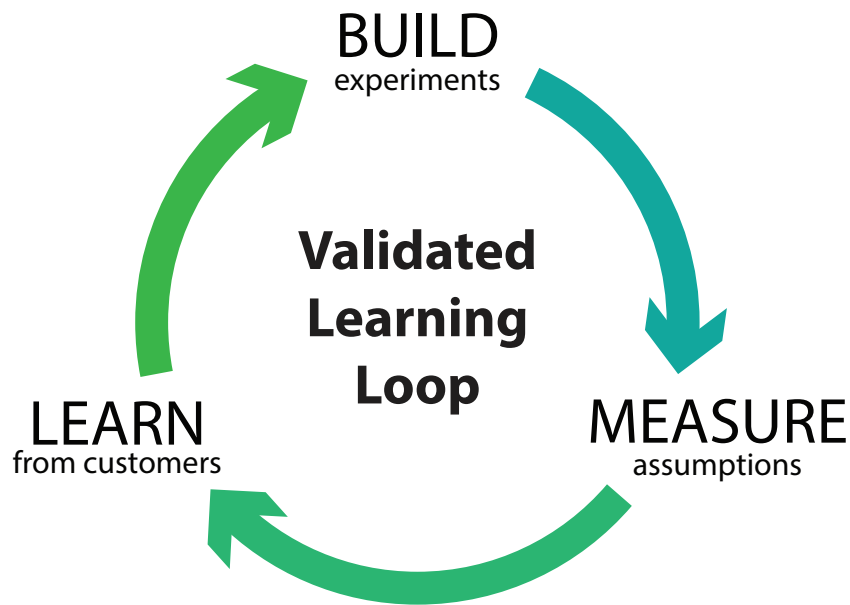 BUILD
experiments
Validated
Learning
Loop
LEARN
from customers
MEASURE
assumptions